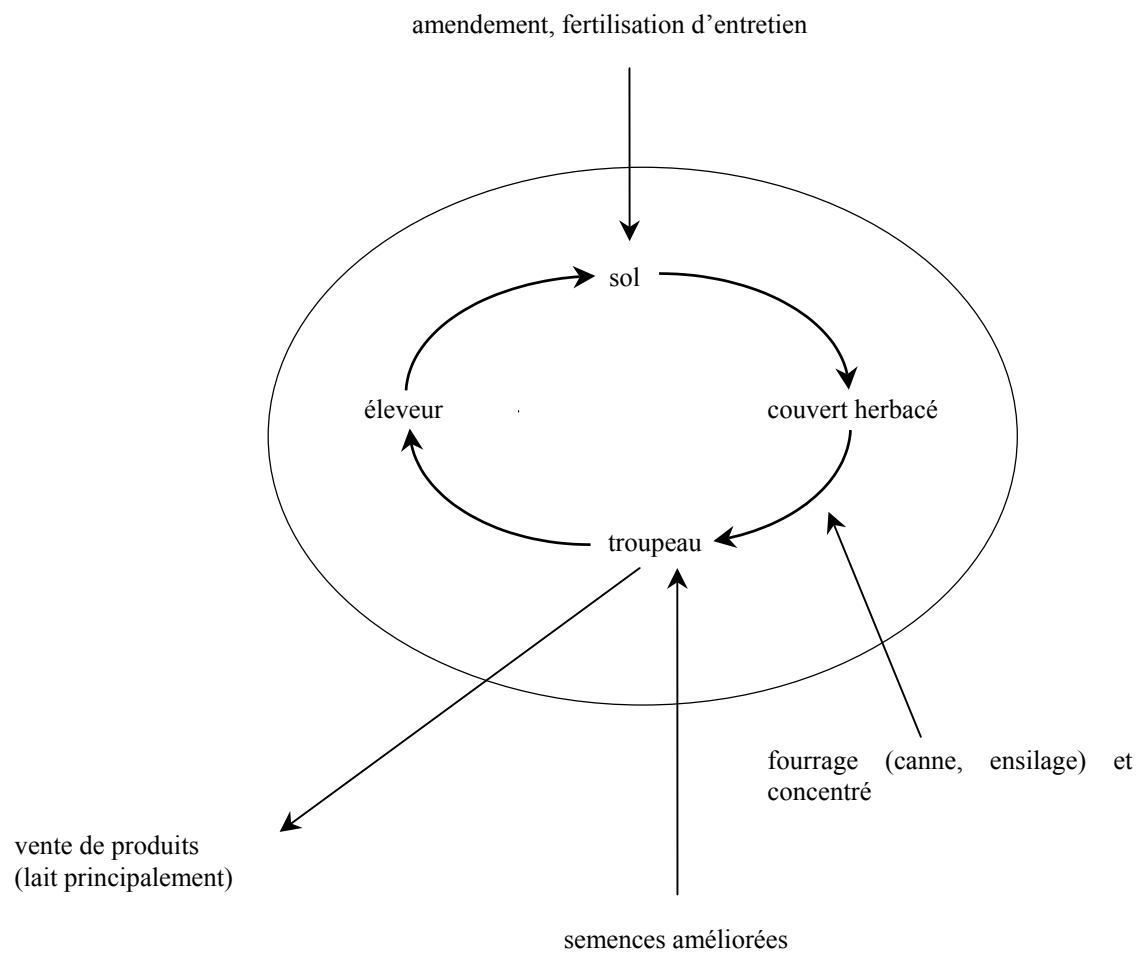 amendement, fertilisation d’entretien
sol
éleveur
couvert herbacé
troupeau
fourrage (canne, ensilage) et
concentré
vente de produits
(lait principalement)
semences améliorées